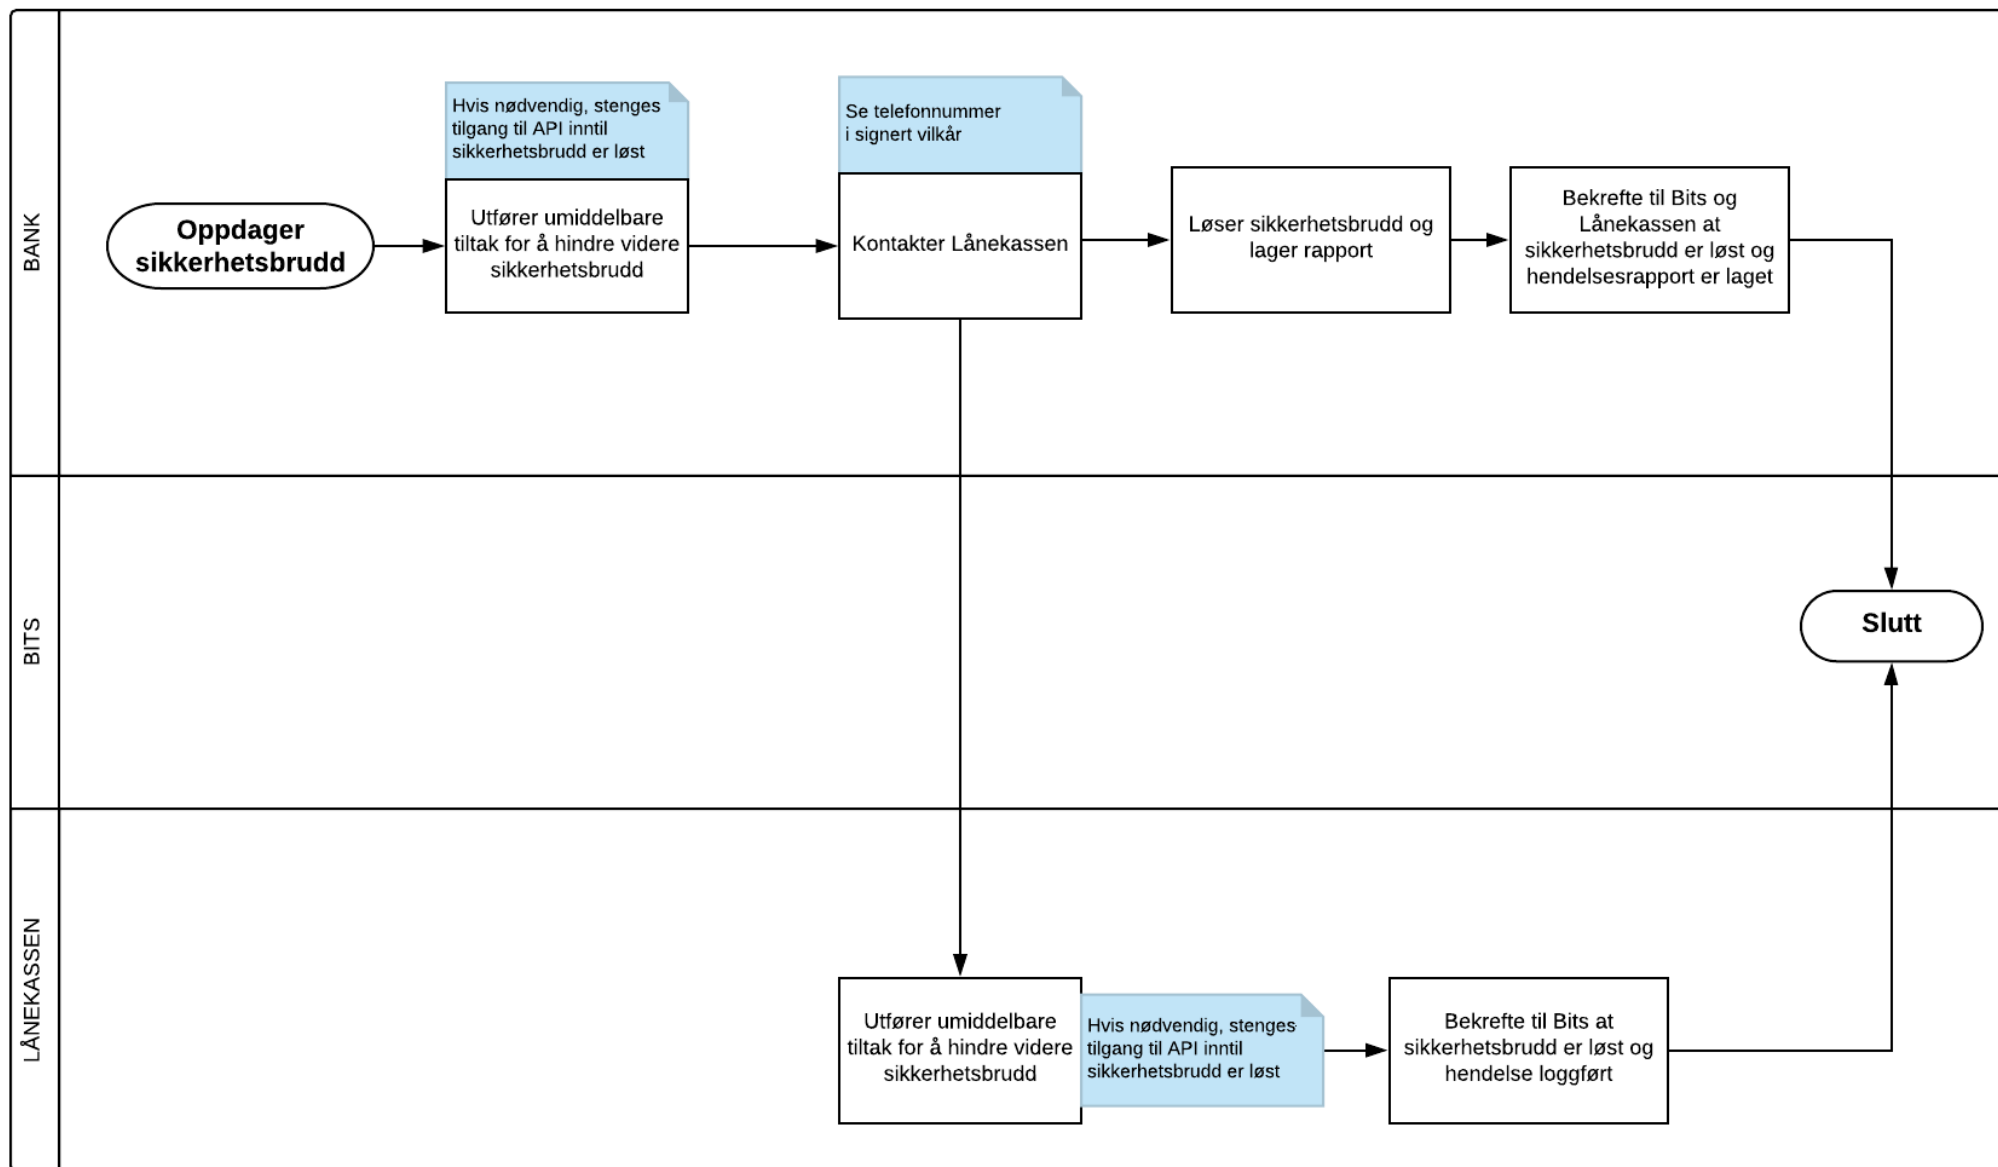 BANK
Oppdager
sikkerhetsbrudd
Hvis nødvendig, stenges
tilgang til API inntil
sikkerhetsbrudd er løst
Utfører umiddelbare
tiltak for å hindre videre
sikkerhetsbrudd
Se telefonnummer
i signert vilkår
Kontakter Lånekassen
Løser sikkerhetsbrudd og
lager rapport
Bekrefte til Bits og
Lånekassen at
sikkerhetsbrudd er løst og
hendelsesrapport er laget
BITS
Slutt
LÅNEKASSEN
Utfører umiddelbare
tiltak for å hindre videre
sikkerhetsbrudd
Hvis nødvendig, stenges
tilgang til API inntil
sikkerhetsbrudd er løst
Bekrefte til Bits at
sikkerhetsbrudd er løst og
hendelse loggført